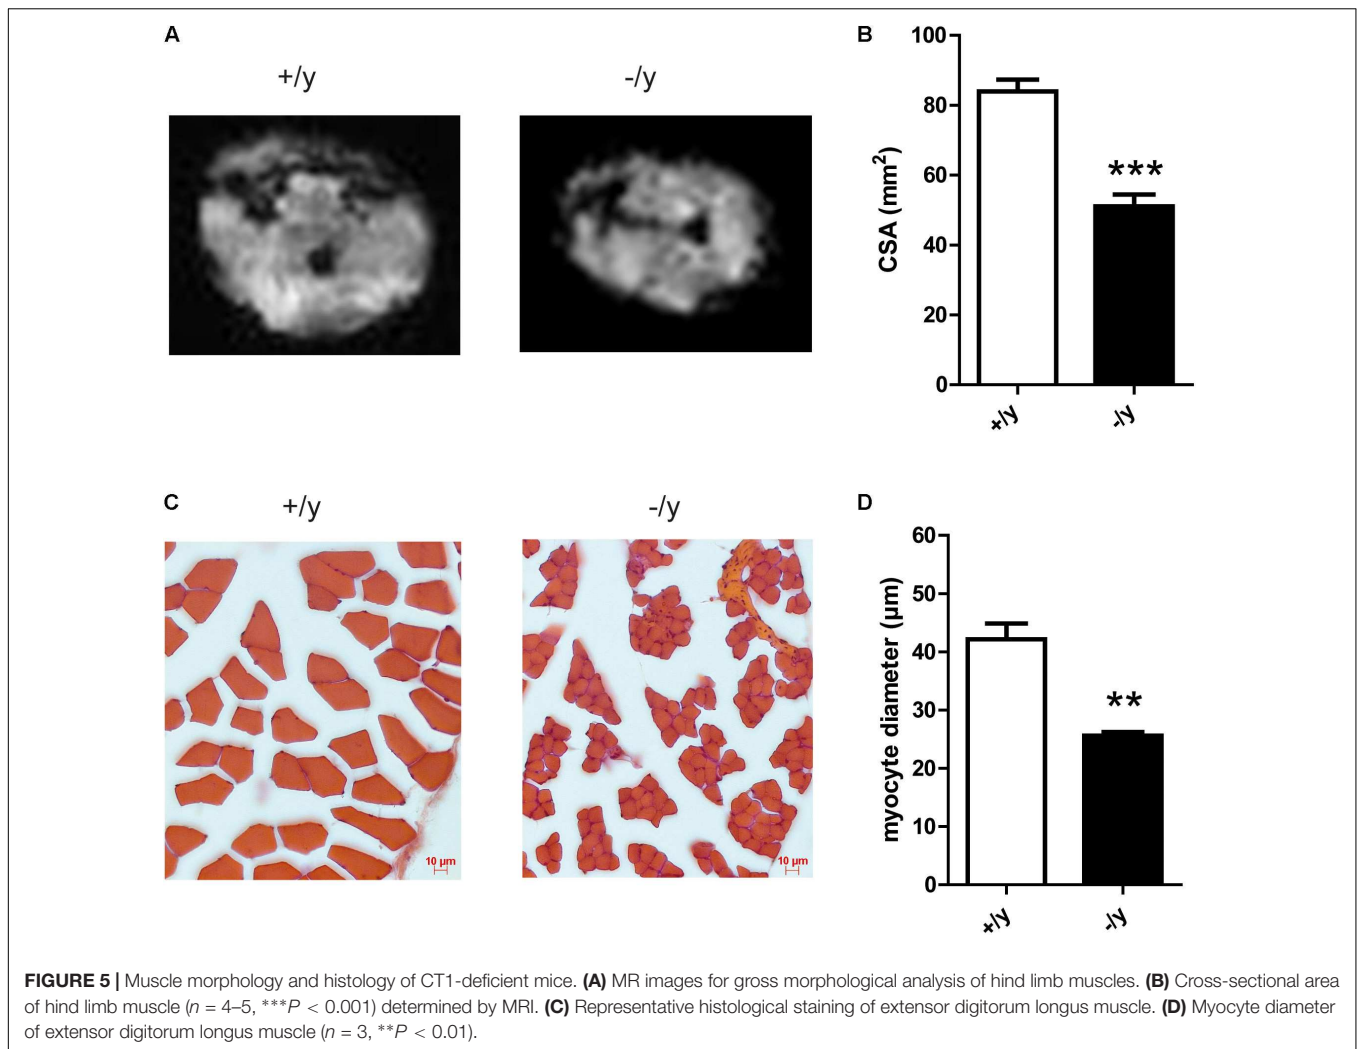 A
+/y
-/y
B
100
80
60
40
20
0
CSA (mm²)
***
+/y
-/y
C
+/y
-/y
10 µm
10 µm
D
60
50
40
30
20
10
0
myocyte diameter (µm)
**
+/y
-/y
FIGURE 5 | Muscle morphology and histology of CT1-deficient mice. (A) MR images for gross morphological analysis of hind limb muscles. (B) Cross-sectional area
of hind limb muscle (n = 4–5, ***P < 0.001) determined by MRI. (C) Representative histological staining of extensor digitorum longus muscle. (D) Myocyte diameter
of extensor digitorum longus muscle (n = 3, **P < 0.01).